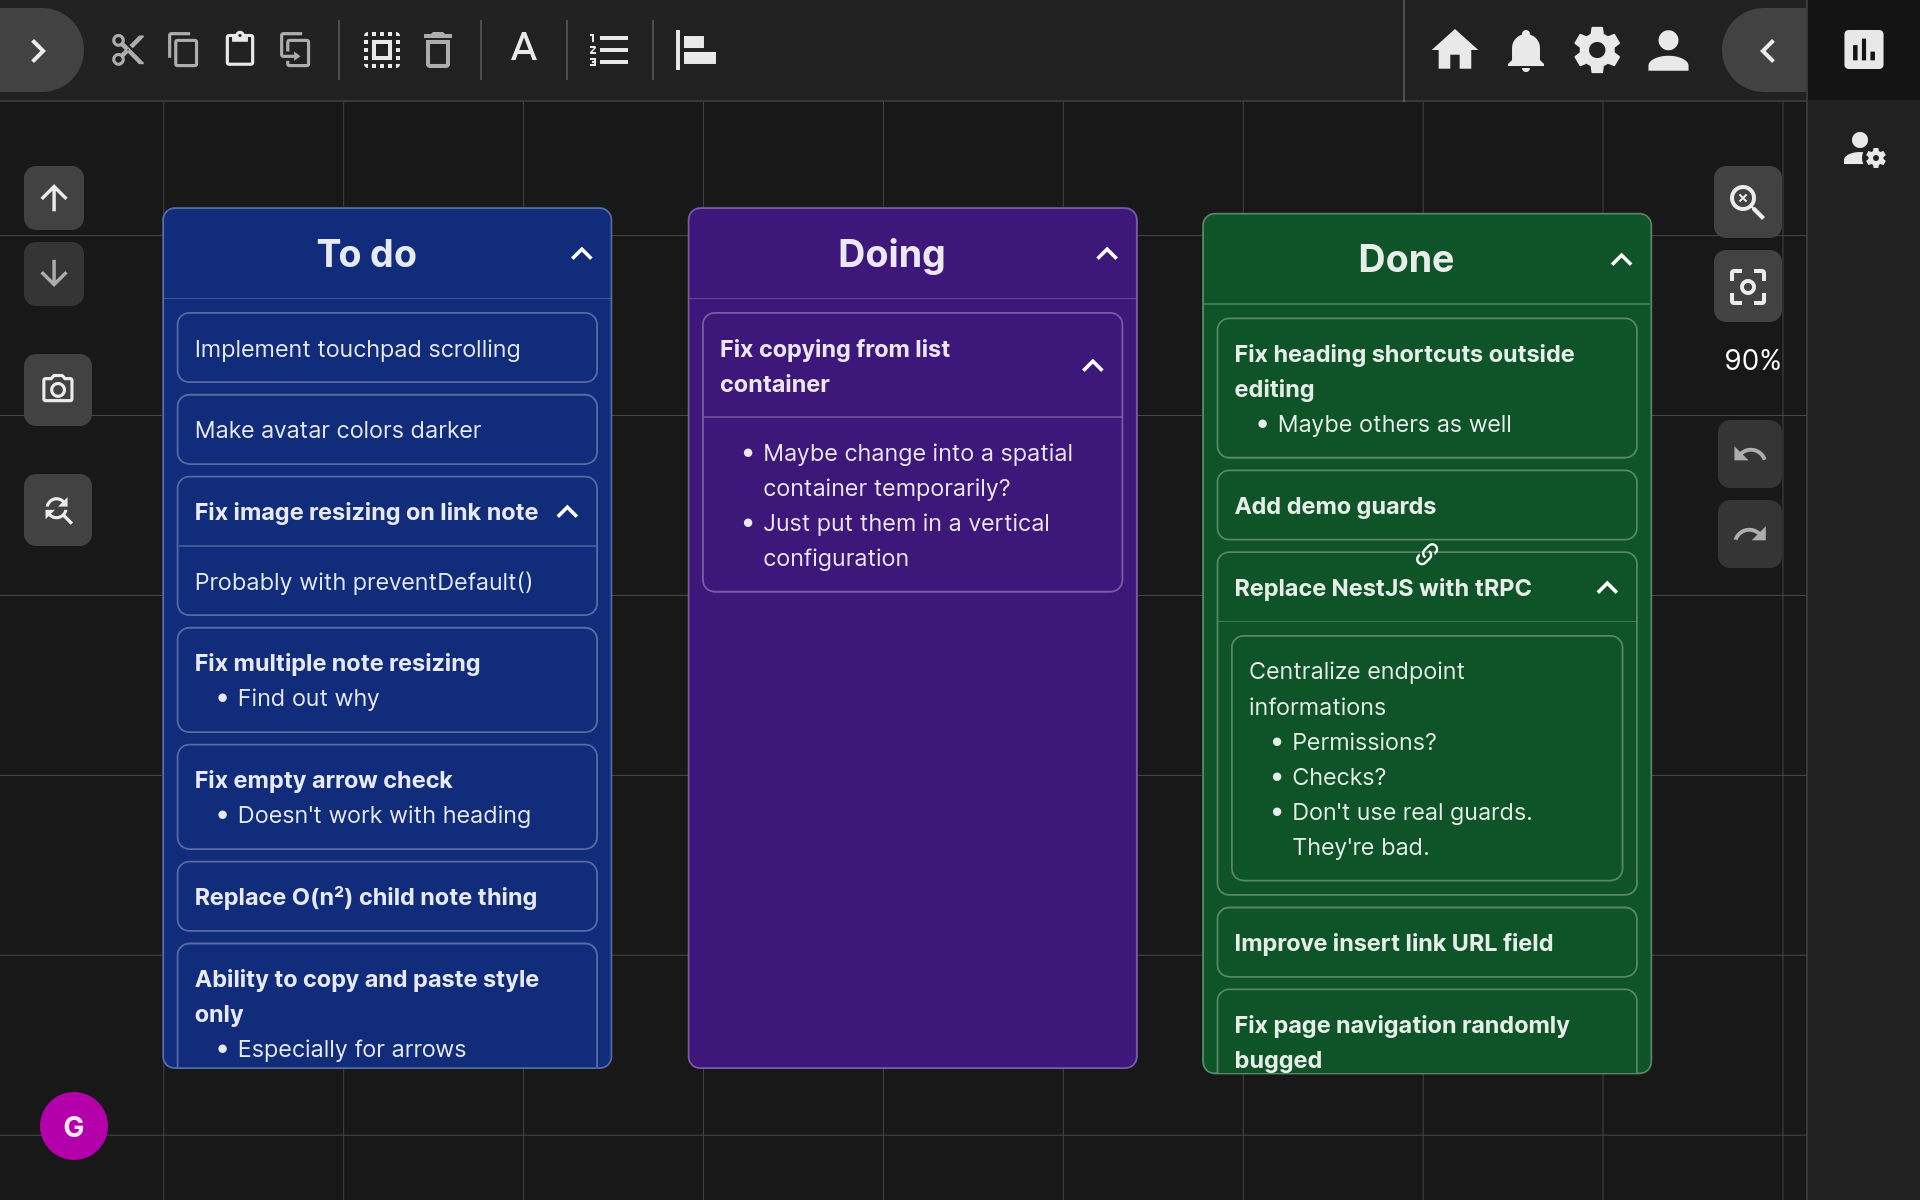 A
1
2
3
To do
Implement touchpad scrolling
Make avatar colors darker
Fix image resizing on link note
Probably with preventDefault()
Fix multiple note resizing
• Find out why
Fix empty arrow check
• Doesn't work with heading
Replace O(n²) child note thing
Ability to copy and paste style
only
• Especially for arrows
Doing
Fix copying from list
container
• Maybe change into a spatial
container temporarily?
• Just put them in a vertical
configuration
Done
Fix heading shortcuts outside
editing
• Maybe others as well
Add demo guards
Replace NestJS with tRPC
Centralize endpoint
informations
• Permissions?
• Checks?
• Don't use real guards.
They're bad.
Improve insert link URL field
Fix page navigation randomly
bugged
90%
G